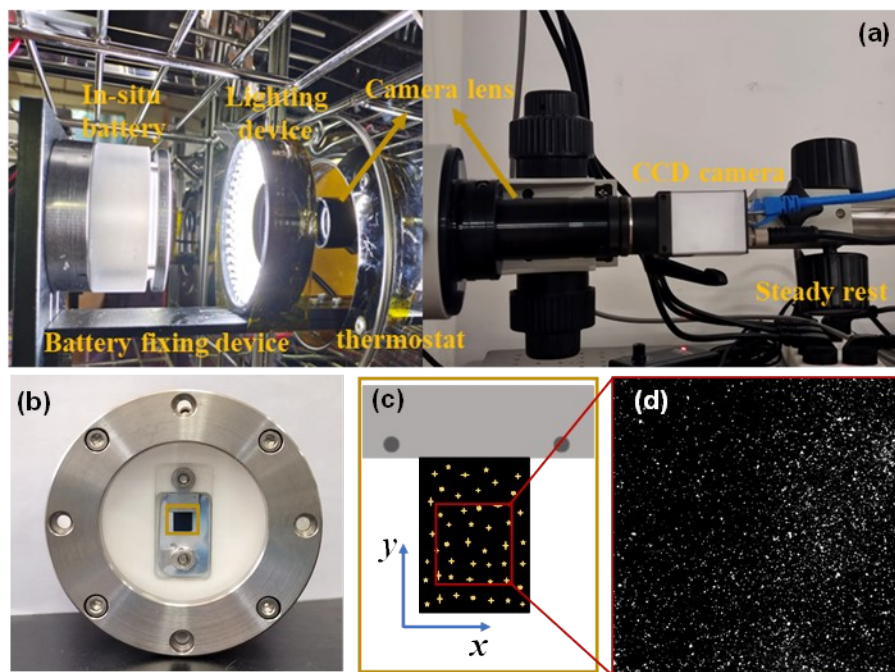 (a)
In-situ
battery
Lighting
device
Camera lens
CCD camera
Steady rest
Battery fixing device
thermostat
(b)
(c)
y
x
(d)